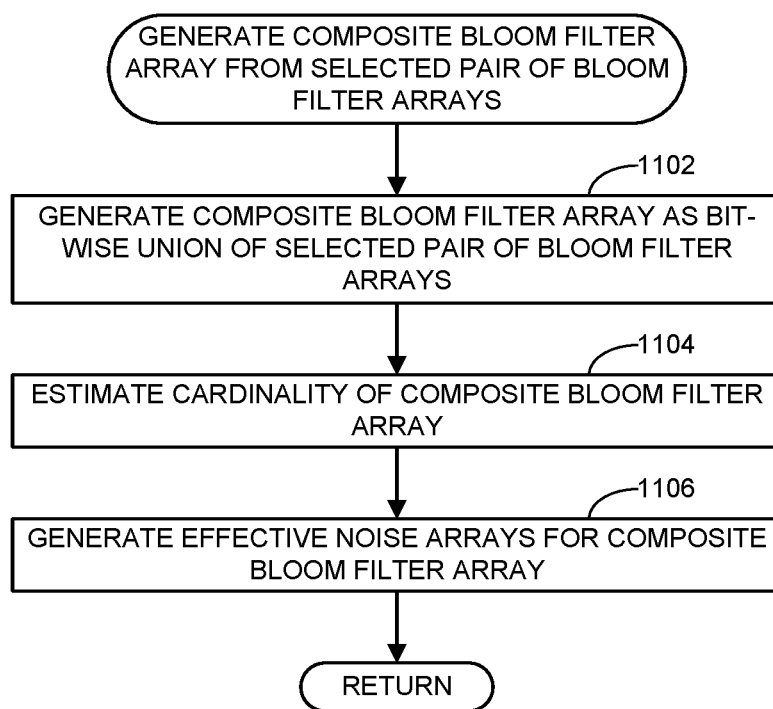 GENERATE COMPOSITE BLOOM FILTER
ARRAY FROM SELECTED PAIR OF BLOOM
FILTER ARRAYS
1102
GENERATE COMPOSITE BLOOM FILTER ARRAY AS BIT-
WISE UNION OF SELECTED PAIR OF BLOOM FILTER
ARRAYS
1104
ESTIMATE CARDINALITY OF COMPOSITE BLOOM FILTER
ARRAY
1106
GENERATE EFFECTIVE NOISE ARRAYS FOR COMPOSITE
BLOOM FILTER ARRAY
RETURN